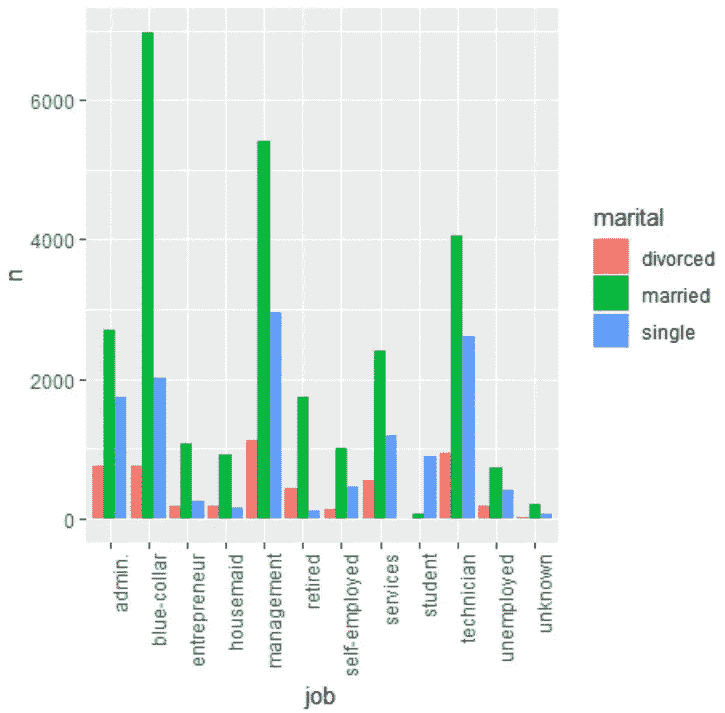 6000
4000
2000
0
n
admin.
blue-collar
entrepreneur
housemaid
management
retired
self-employed
services
student
technician
unemployed
unknown
job
marital
divorced
married
single